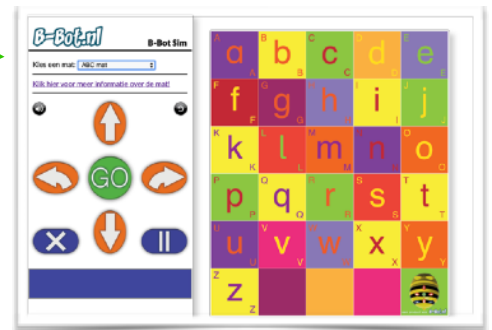 B-Bot.nl
B-Bot Sim
Kies een mat: ABC mat
Klik hier voor meer informatie over de mat!
GO
a b c d e
f g h i j
k l m n o
p q r s t
u v w x y
z